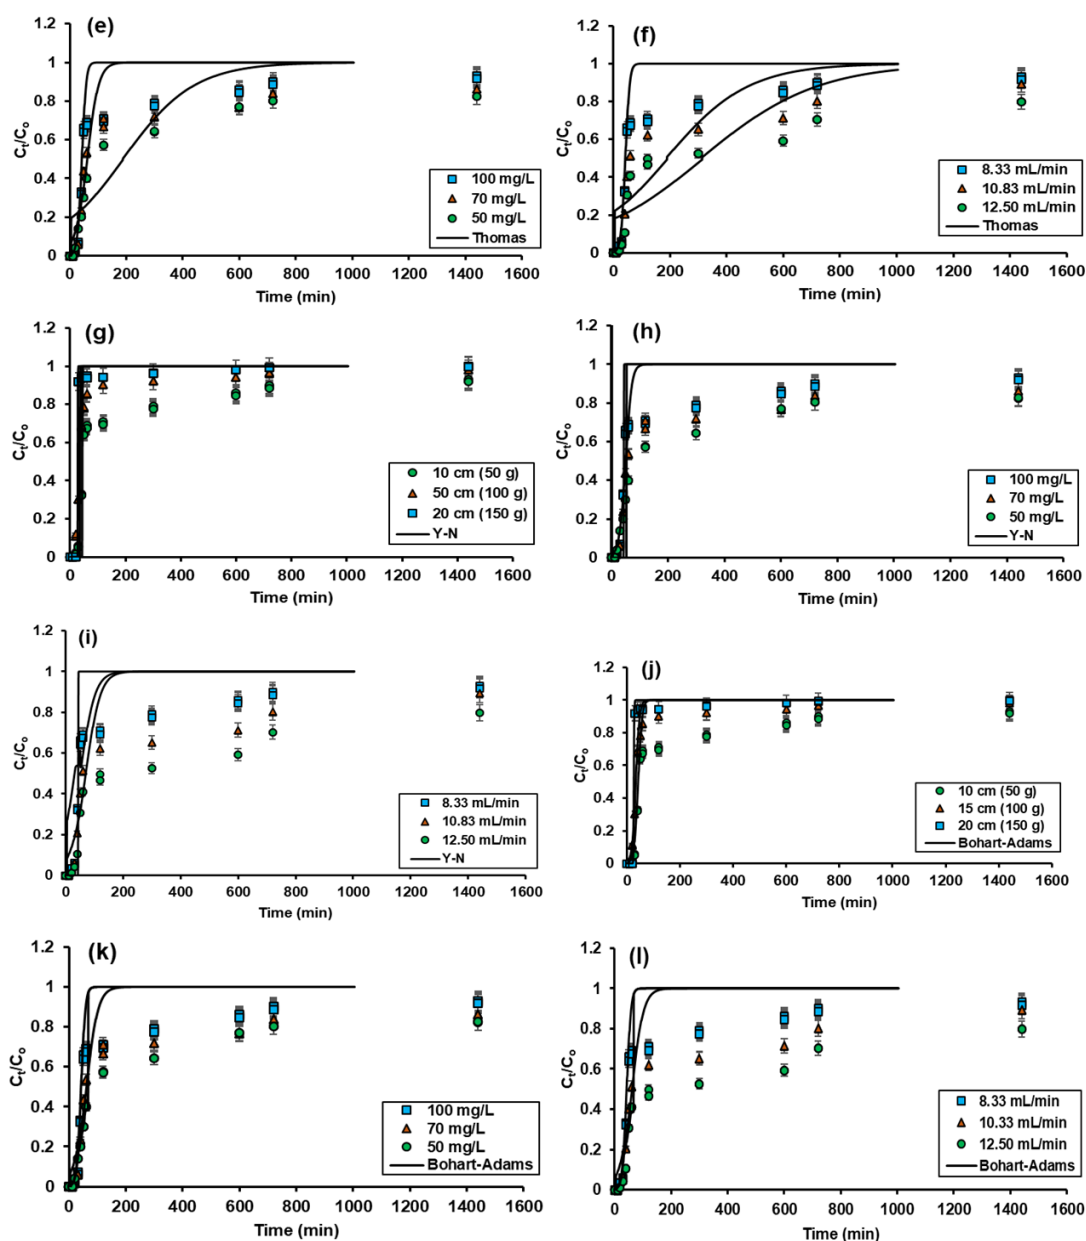 (e)
1.2
1
0.8
0.6
0.4
0.2
0
Ct/Co
100 mg/L
70 mg/L
50 mg/L
Thomas
0 200 400 600 800 1000 1200 1400 1600
Time (min)
(f)
1.2
1
0.8
0.6
0.4
0.2
0
Ct/Co
8.33 mL/min
10.83 mL/min
12.50 mL/min
Thomas
0 200 400 600 800 1000 1200 1400 1600
Time (min)
(g)
1.2
1
0.8
0.6
0.4
0.2
0
Ct/Co
10 cm (50 g)
50 cm (100 g)
20 cm (150 g)
Y-N
0 200 400 600 800 1000 1200 1400 1600
Time (min)
(h)
1.2
1
0.8
0.6
0.4
0.2
0
Ct/Co
100 mg/L
70 mg/L
50 mg/L
Y-N
0 200 400 600 800 1000 1200 1400 1600
Time (min)
(i)
1.2
1
0.8
0.6
0.4
0.2
0
Ct/Co
8.33 mL/min
10.83 mL/min
12.50 mL/min
Y-N
0 200 400 600 800 1000 1200 1400 1600
Time (min)
(j)
1.2
1
0.8
0.6
0.4
0.2
0
Ct/Co
10 cm (50 g)
15 cm (100 g)
20 cm (150 g)
Bohart-Adams
0 200 400 600 800 1000 1200 1400 1600
Time (min)
(k)
1.2
1
0.8
0.6
0.4
0.2
0
Ct/Co
100 mg/L
70 mg/L
50 mg/L
Bohart-Adams
0 200 400 600 800 1000 1200 1400 1600
Time (min)
(l)
1.2
1
0.8
0.6
0.4
0.2
0
Ct/Co
8.33 mL/min
10.33 mL/min
12.50 mL/min
Bohart-Adams
0 200 400 600 800 1000 1200 1400 1600
Time (min)